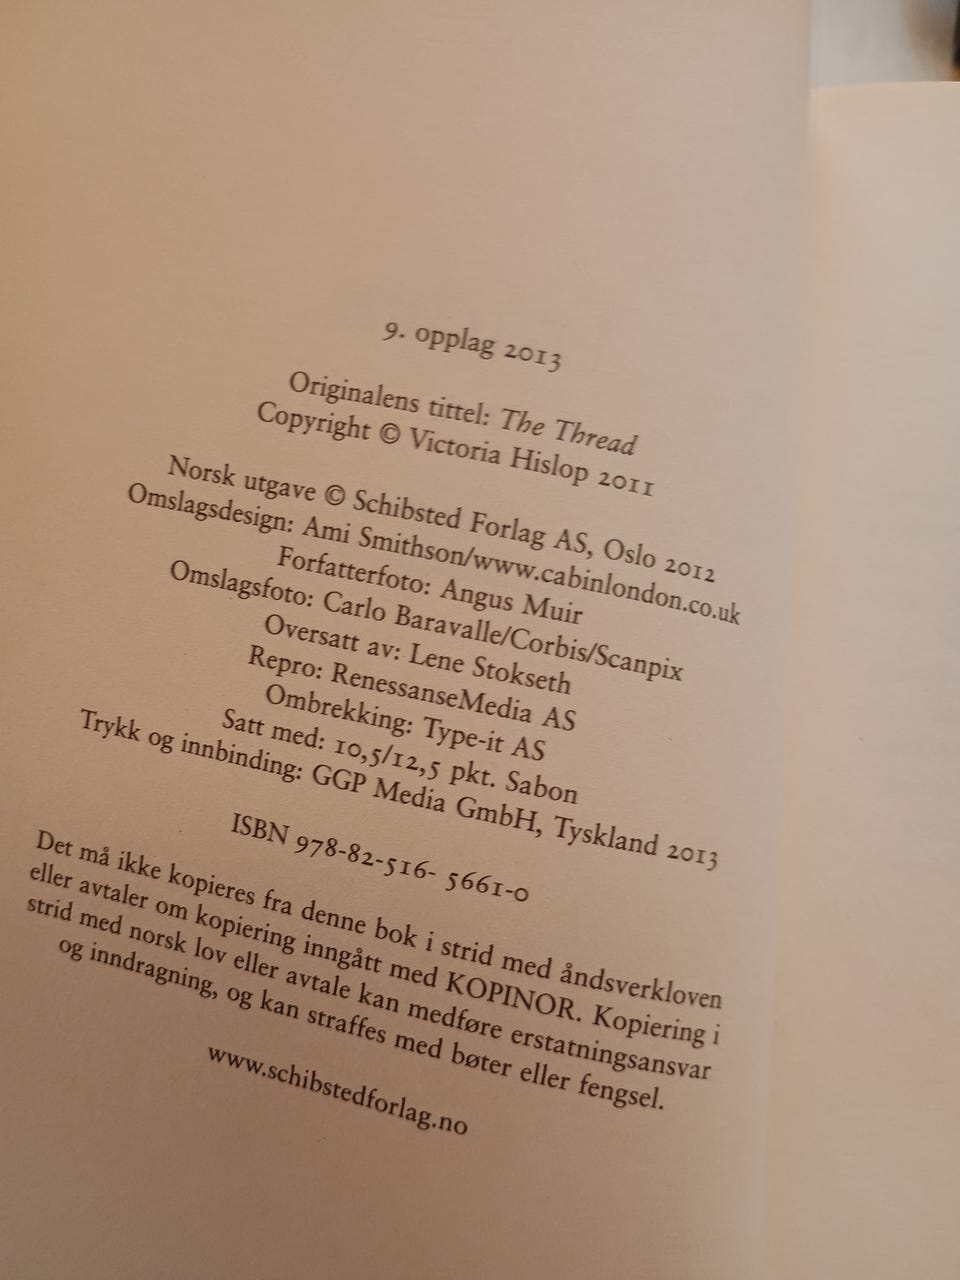 9. opplag 2013
Originalens tittel: The Thread
Copyright © Victoria Hislop 2011
Norsk utgave © Schibsted Forlag AS, Oslo 2012
Omslagsdesign: Ami Smithson/www.cabinlondon.co.uk
Forfatterfoto: Angus Muir
Omslagsfoto: Carlo Baravalle/Corbis/Scanpix
Oversatt av: Lene Stokseth
Repro: RenessanseMedia AS
Ombrekking: Type-it AS
Satt med: 10,5/12,5 pkt. Sabon
Trykk og innbinding: GGP Media GmbH, Tyskland 2013
ISBN 978-82-516- 5661-0
Det må ikke kopieres fra denne bok i strid med åndsverkloven
eller avtaler om kopiering inngått med KOPINOR. Kopiering i
strid med norsk lov eller avtale kan medføre erstatningsansvar
og inndragning, og kan straffes med bøter eller fengsel.
www.schibstedforlag.no